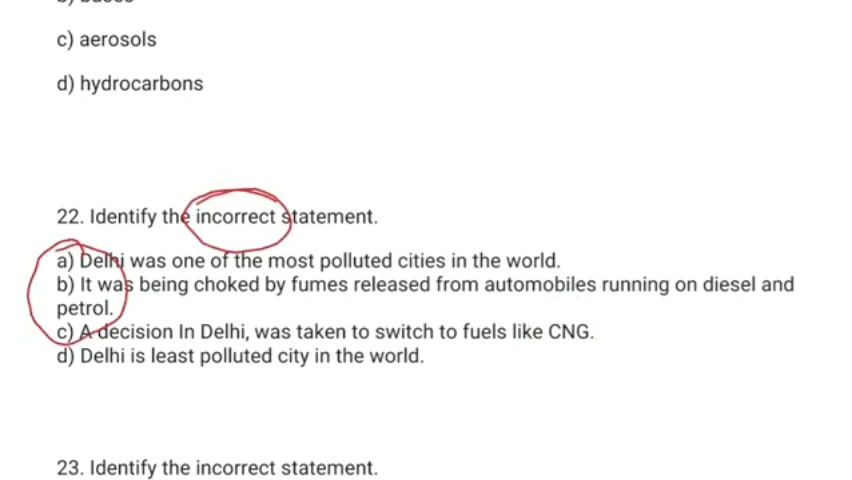 c) aerosols
d) hydrocarbons
22. Identify the incorrect statement.
a) Delhi was one of the most polluted cities in the world.
b) It was being choked by fumes released from automobiles running on diesel and
petrol.
c) A decision In Delhi, was taken to switch to fuels like CNG.
d) Delhi is least polluted city in the world.
23. Identify the incorrect statement.